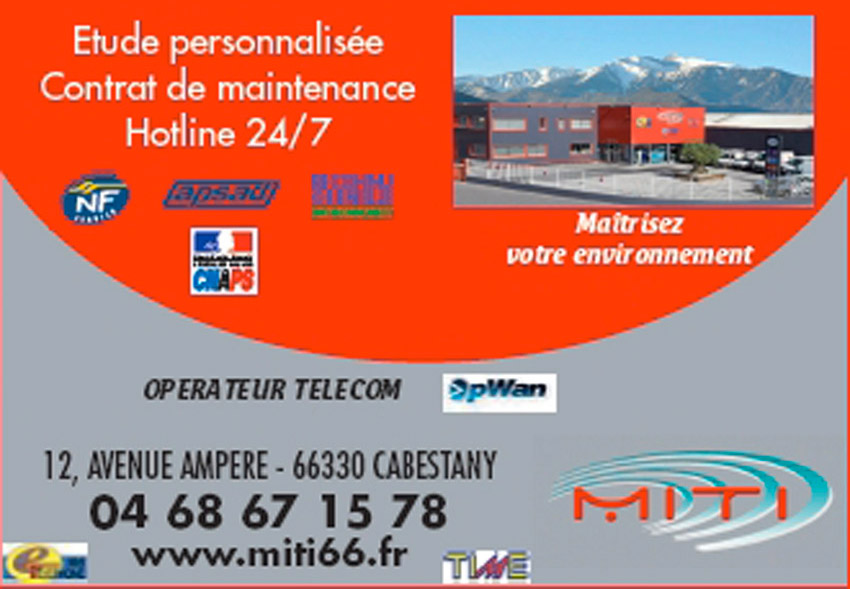 Etude personnalisée
Contrat de maintenance
Hotline 24/7
NF
SERVICE
apsad
CNAPS
Maîtrisez
votre environnement
OPERATEUR TELECOM
OpWan
12, AVENUE AMPERE - 66330 CABESTANY
04 68 67 15 78
www.miti66.fr
MITI
TIME